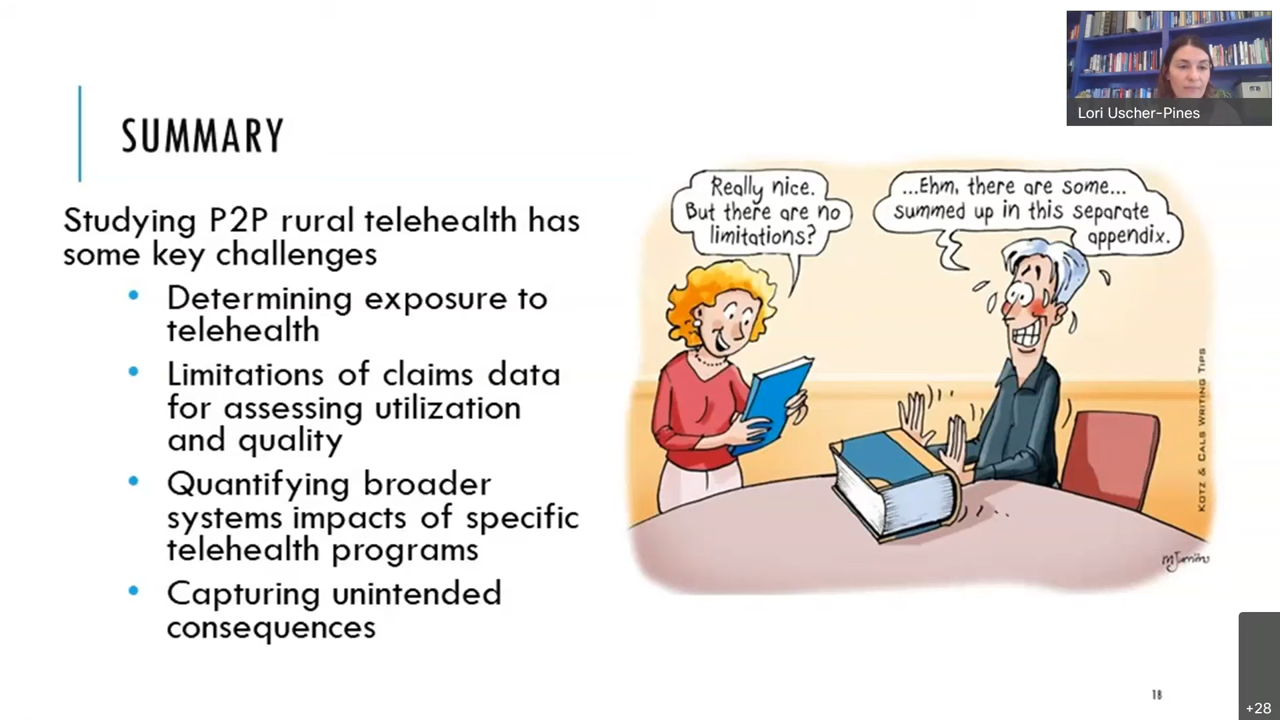 SUMMARY
Studying P2P rural telehealth has
some key challenges
• Determining exposure to
telehealth
• Limitations of claims data
for assessing utilization
and quality
• Quantifying broader
systems impacts of specific
telehealth programs
• Capturing unintended
consequences
Really nice.
But there are no
limitations?
...Ehm, there are some...
summed up in this separate
appendix.
KOTZ & CALS WRITING TIPS
18
Lori Uscher-Pines
+28